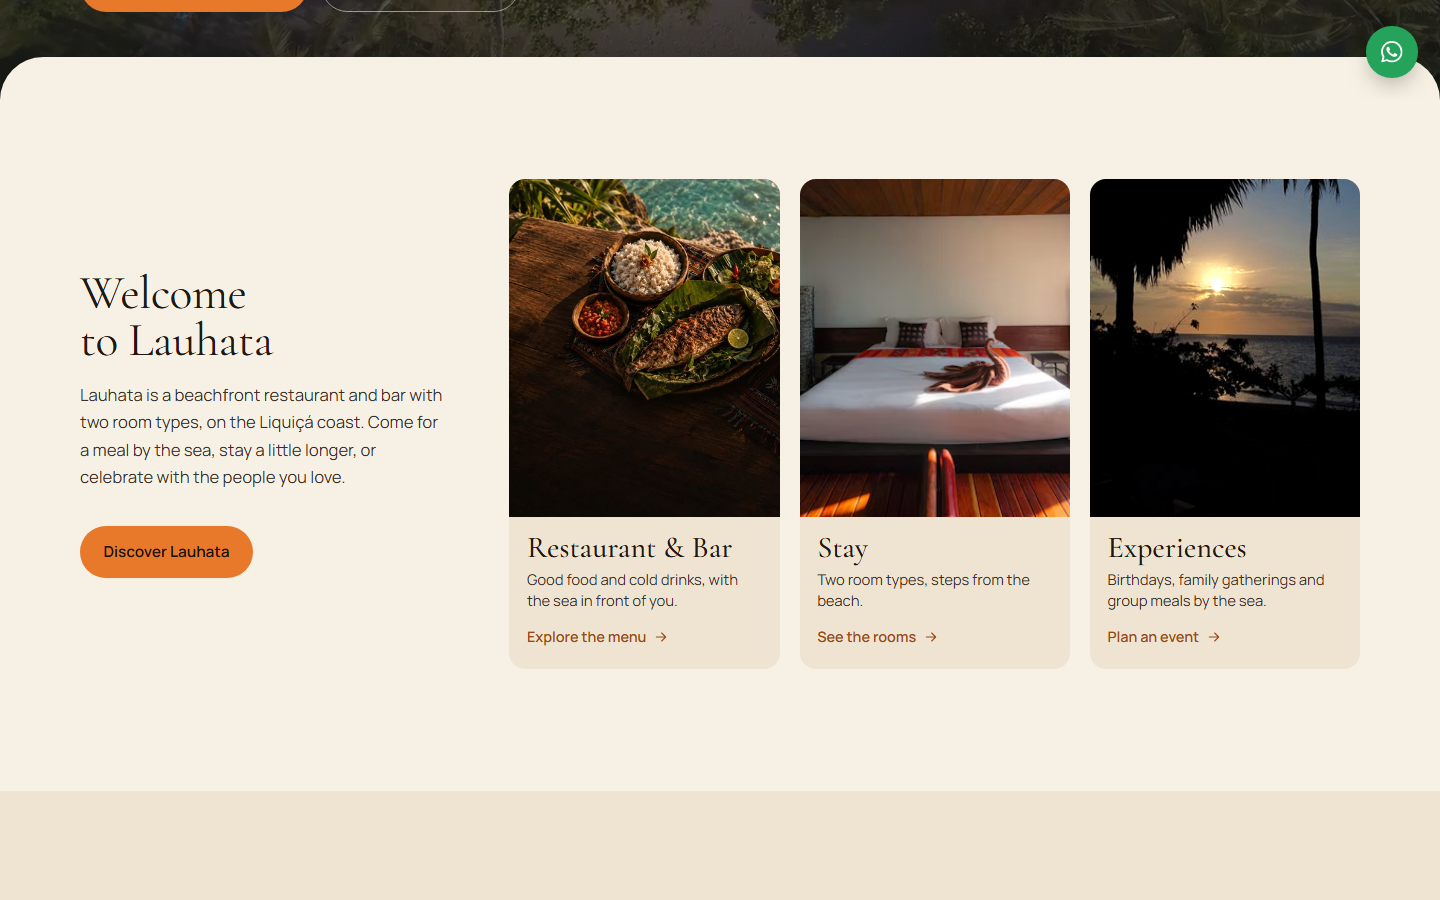 Welcome
to Lauhata
Lauhata is a beachfront restaurant and bar with
two room types, on the Liquiçá coast. Come for
a meal by the sea, stay a little longer, or
celebrate with the people you love.
Discover Lauhata
Restaurant & Bar
Good food and cold drinks, with
the sea in front of you.
Explore the menu →
Stay
Two room types, steps from the
beach.
See the rooms →
Experiences
Birthdays, family gatherings and
group meals by the sea.
Plan an event →